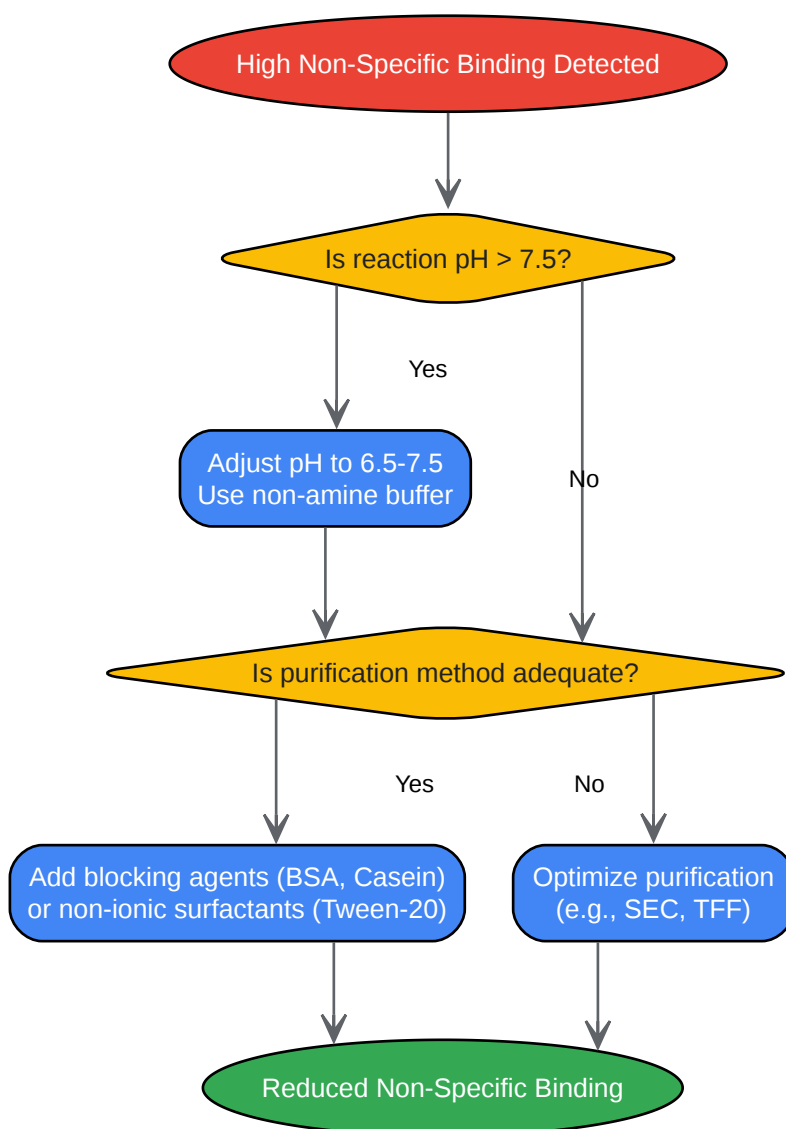 High Non-Specific Binding Detected
Is reaction pH > 7.5?
Yes
Adjust pH to 6.5-7.5
Use non-amine buffer
No
Is purification method adequate?
Yes
No
Add blocking agents (BSA, Casein)
or non-ionic surfactants (Tween-20)
Optimize purification
(e.g., SEC, TFF)
Reduced Non-Specific Binding